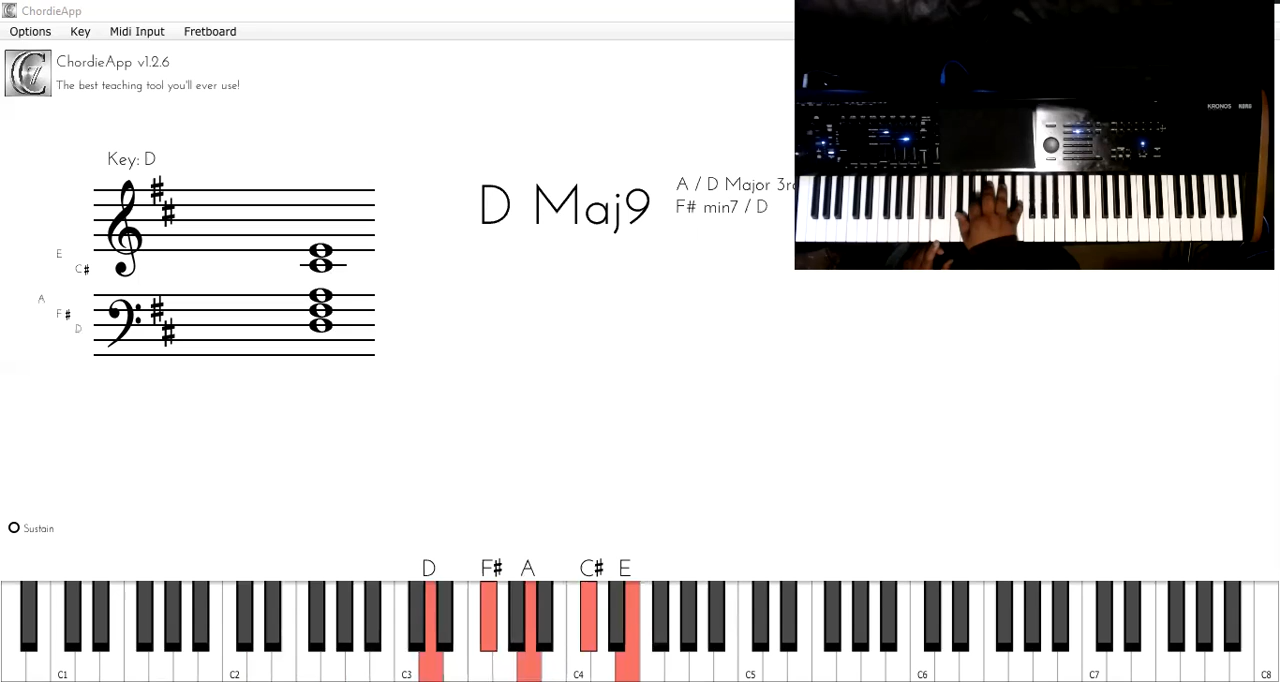 ChordieApp
Options Key Midi Input Fretboard
ChordieApp v1.2.6
The best teaching tool you'll ever use!
KRONOS KORG
Key: D
D Maj9
A / D Major 3r
F# min7 / D
E
C#
A
F#
D
Sustain
D F# A C# E
C1 C2 C3 C4 C5 C6 C7 C8